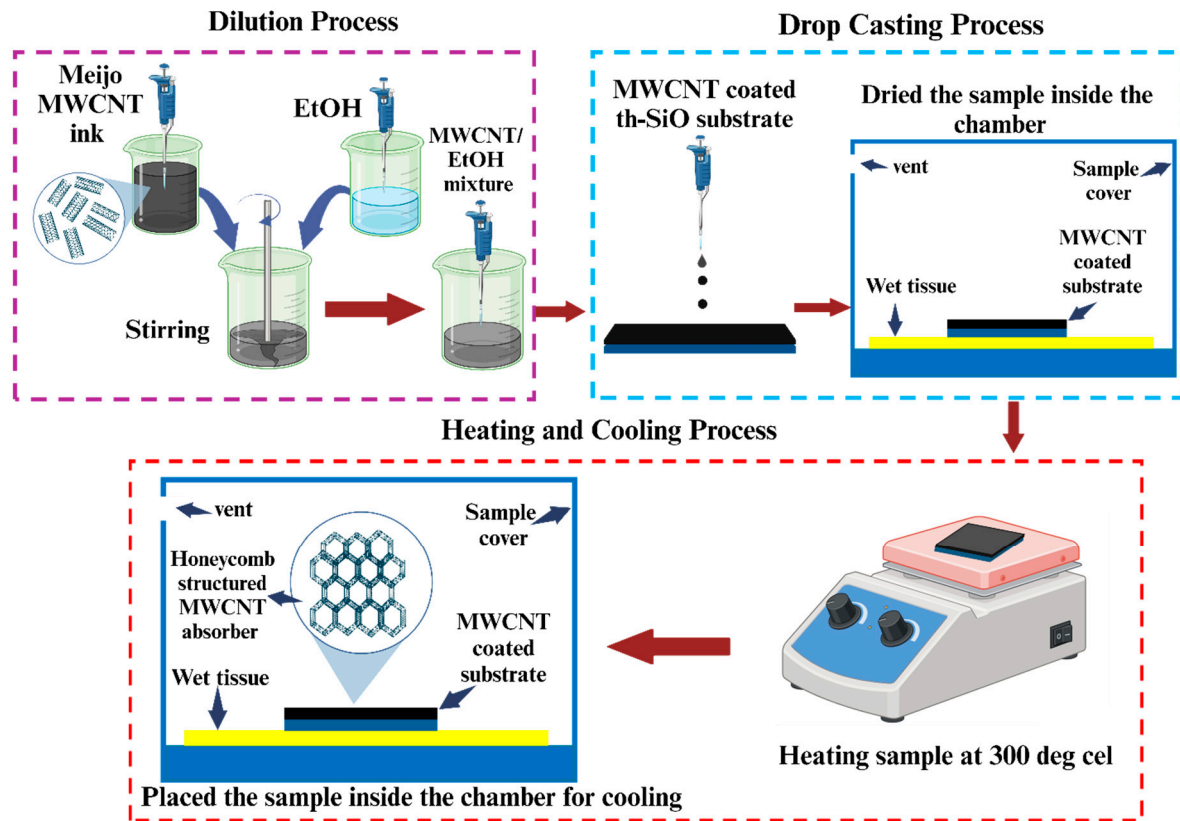 Dilution Process
Meijo
MWCNT
ink
EtOH
MWCNT/
EtOH
mixture
Stirring
Drop Casting Process
MWCNT coated
th-SiO substrate
Dried the sample inside the
chamber
vent
Sample
cover
MWCNT
coated
substrate
Wet tissue
Heating and Cooling Process
vent
Sample
cover
Honeycomb
structured
MWCNT
absorber
MWCNT
coated
substrate
Wet tissue
Placed the sample inside the chamber for cooling
Heating sample at 300 deg cel